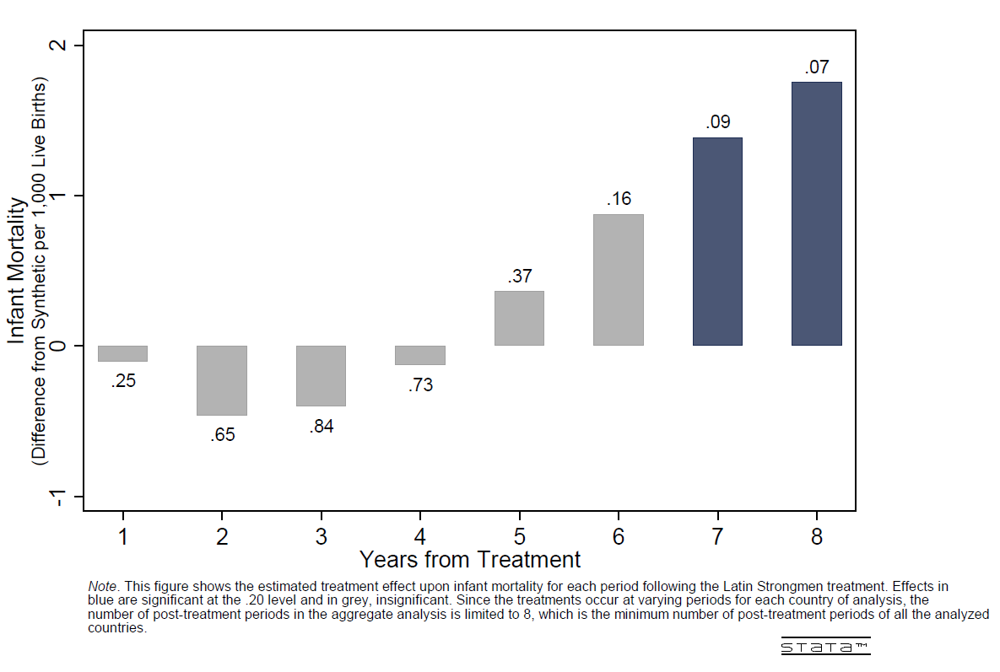 2
1
0
-1
Infant Mortality
(Difference from Synthetic per 1,000 Live Births)
.25
.65
.84
.73
.37
.16
.09
.07
1 2 3 4 5 6 7 8
Years from Treatment
Note. This figure shows the estimated treatment effect upon infant mortality for each period following the Latin Strongmen treatment. Effects in
blue are significant at the .20 level and in grey, insignificant. Since the treatments occur at varying periods for each country of analysis, the
number of post-treatment periods in the aggregate analysis is limited to 8, which is the minimum number of post-treatment periods of all the analyzed
countries.
STATA™